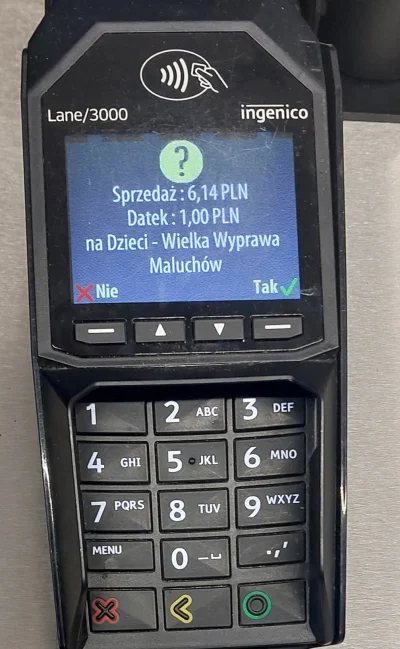 Lane/3000 ingenico
?
Sprzedaż : 6,14 PLN
Datek : 1,00 PLN
na Dzieci - Wielka Wyprawa
Maluchów
Nie Tak
1 2 ABC 3 DEF
4 GHI 5 JKL 6 MNO
7 PQRS 8 TUV 9 WXYZ
MENU 0 .,’